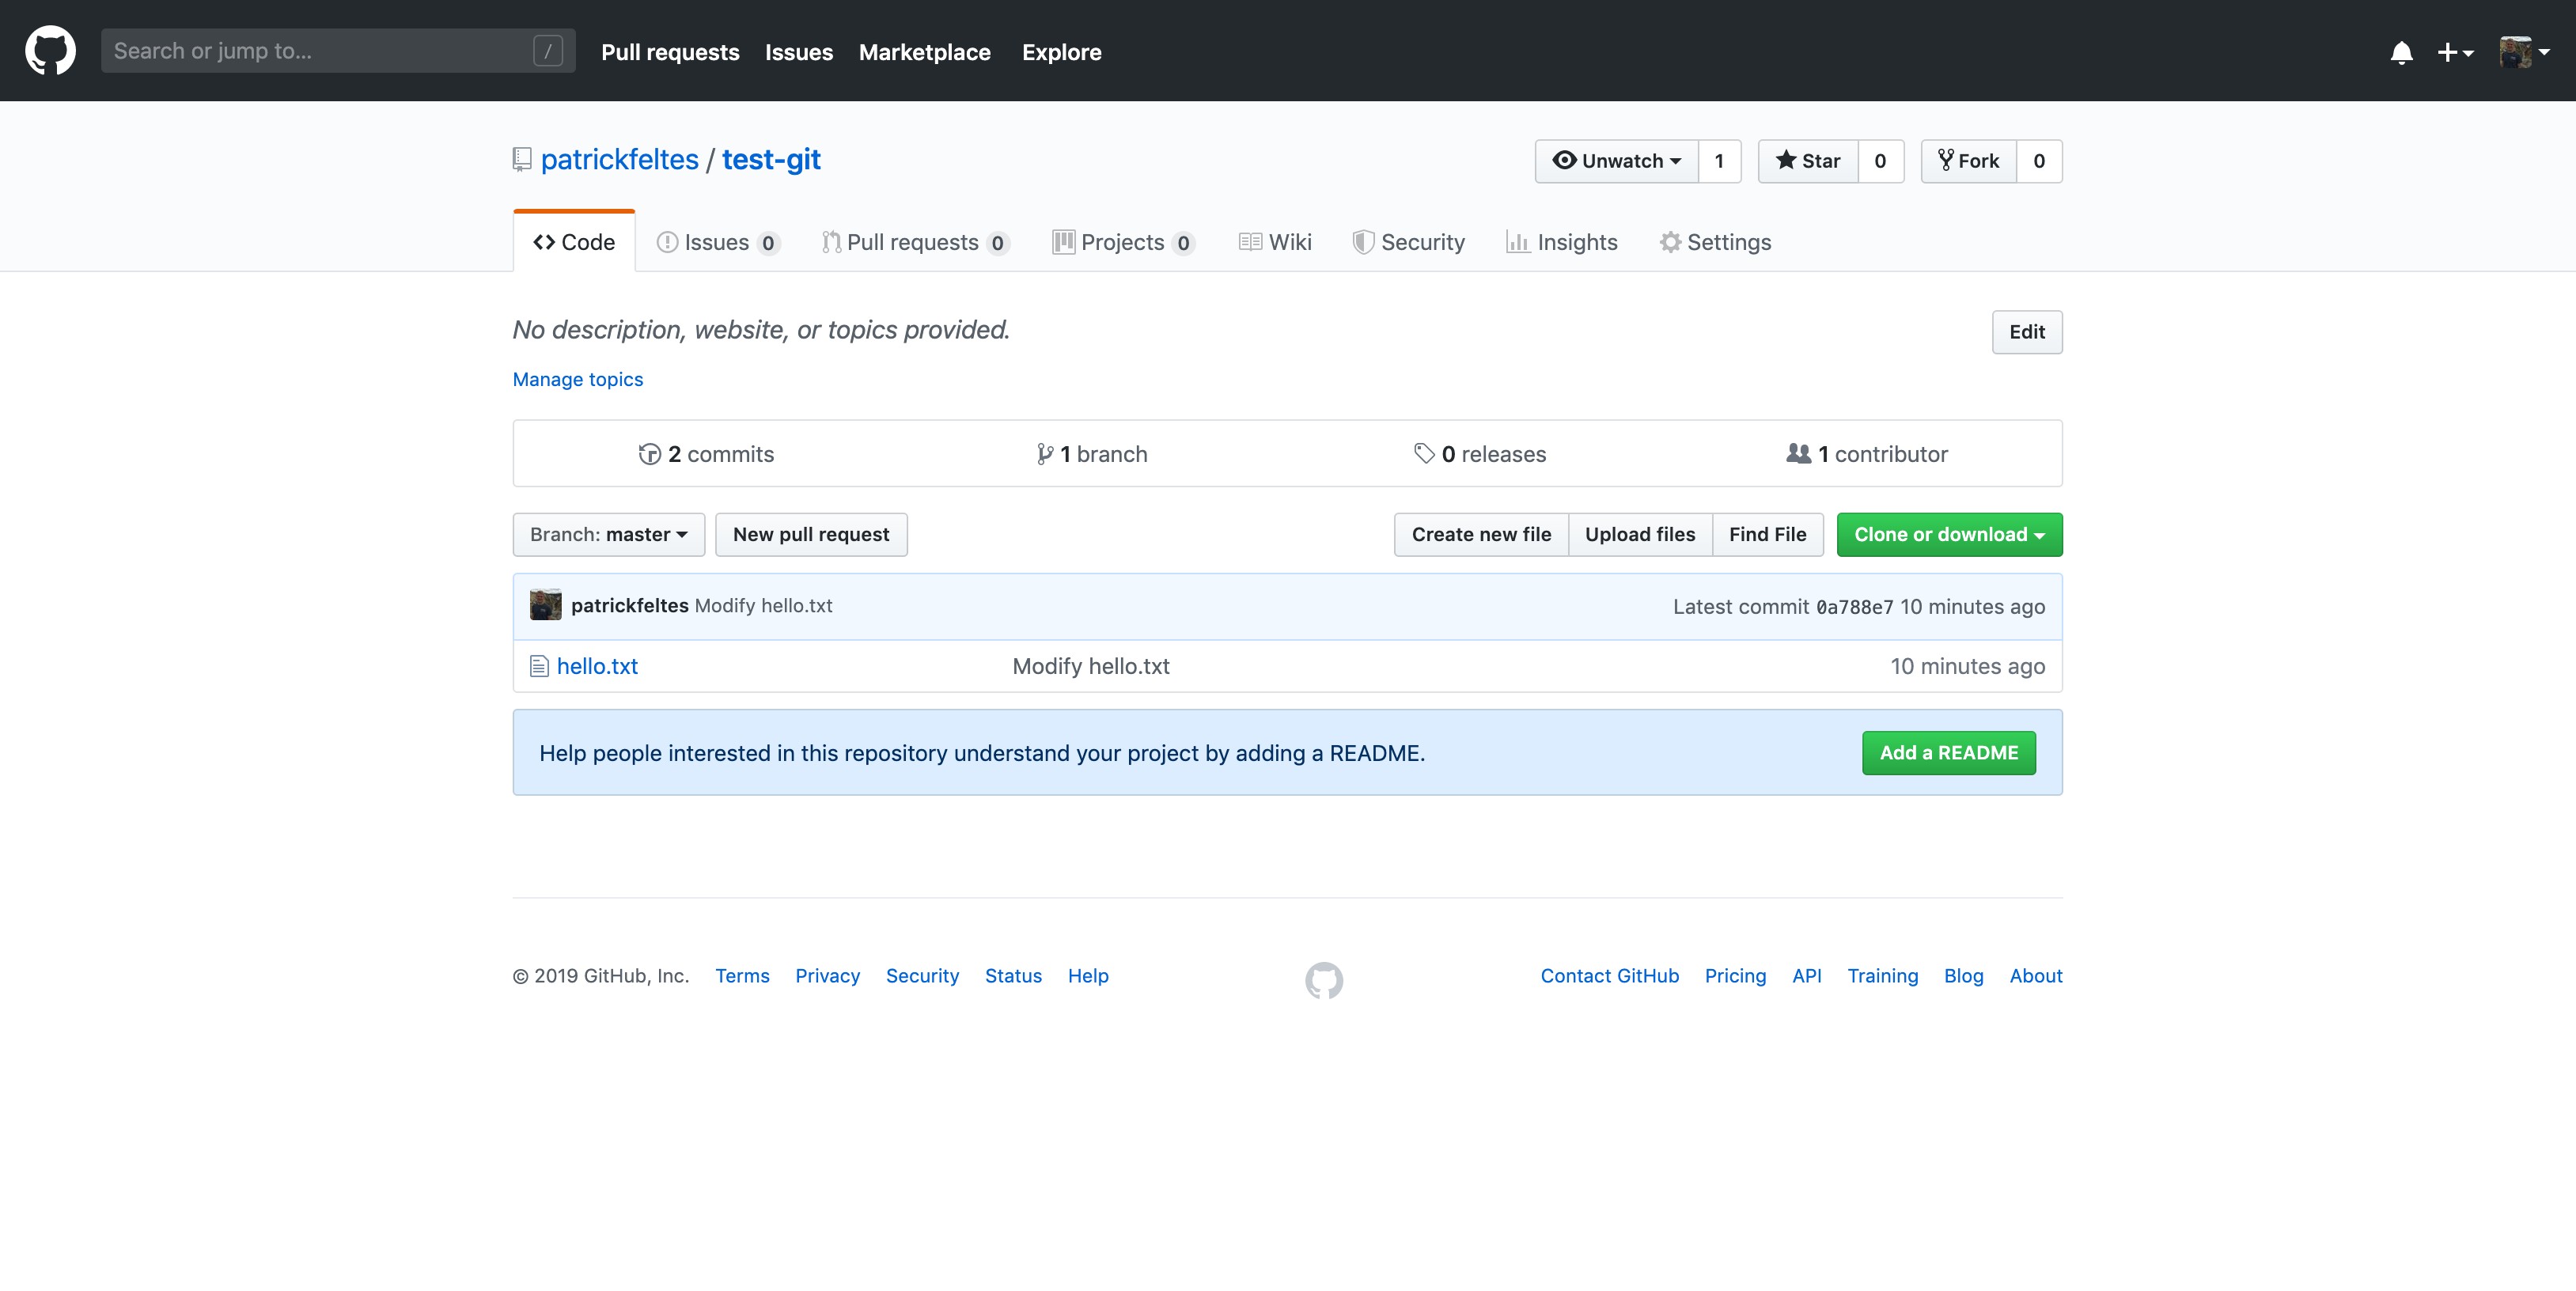 Search or jump to... /
Pull requests Issues Marketplace Explore
patrickfeltes / test-git
Unwatch 1 Star 0 Fork 0
Code Issues 0 Pull requests 0 Projects 0 Wiki Security Insights Settings
No description, website, or topics provided.
Edit
Manage topics
2 commits 1 branch 0 releases 1 contributor
Branch: master New pull request Create new file Upload files Find File Clone or download
patrickfeltes Modify hello.txt Latest commit 0a788e7 10 minutes ago
hello.txt Modify hello.txt 10 minutes ago
Help people interested in this repository understand your project by adding a README. Add a README
© 2019 GitHub, Inc. Terms Privacy Security Status Help Contact GitHub Pricing API Training Blog About